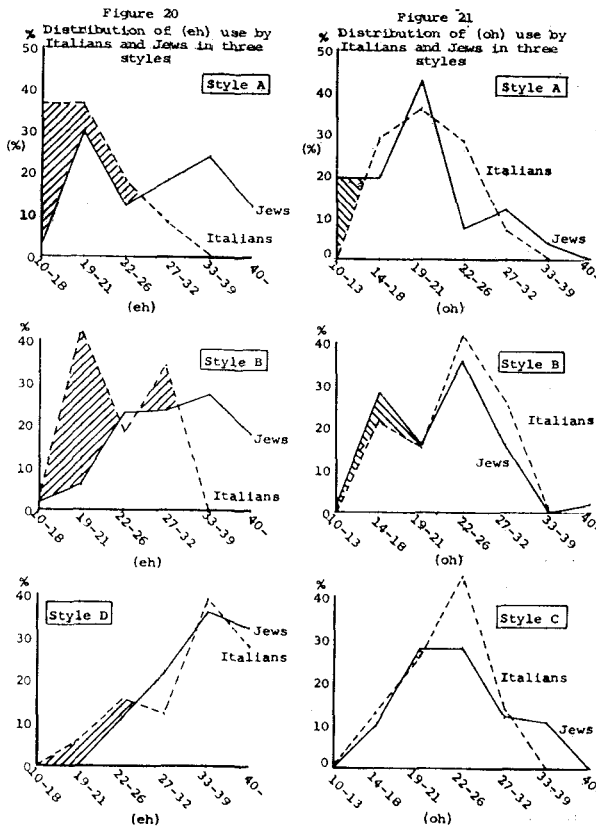 Figure 20
% Distribution of (eh) use by
Italians and Jews in three
styles
50
40
30
(%)
20
10
0
Style A
Jews
Italians
10-18
19-21
22-26
27-32
33-39
40-
(eh)
%
40
30
20
10
0
Style B
Jews
Italians
10-18
19-21
22-26
27-32
33-39
40-
(eh)
%
40
30
20
10
0
Style D
Jews
Italians
10-18
19-21
22-26
27-32
33-39
40-
(eh)
Figure 21
% Distribution of (oh) use by
Italians and Jews in three
styles
50
40
30
(%)
20
10
0
Style A
Italians
Jews
10-13
14-18
19-21
22-26
27-32
33-39
40-
(oh)
%
40
30
20
10
0
Style B
Italians
Jews
10-13
14-18
19-21
22-26
27-32
33-39
40-
(oh)
%
40
30
20
10
0
Style C
Italians
Jews
10-13
14-18
19-21
22-26
27-32
33-39
40-
(oh)